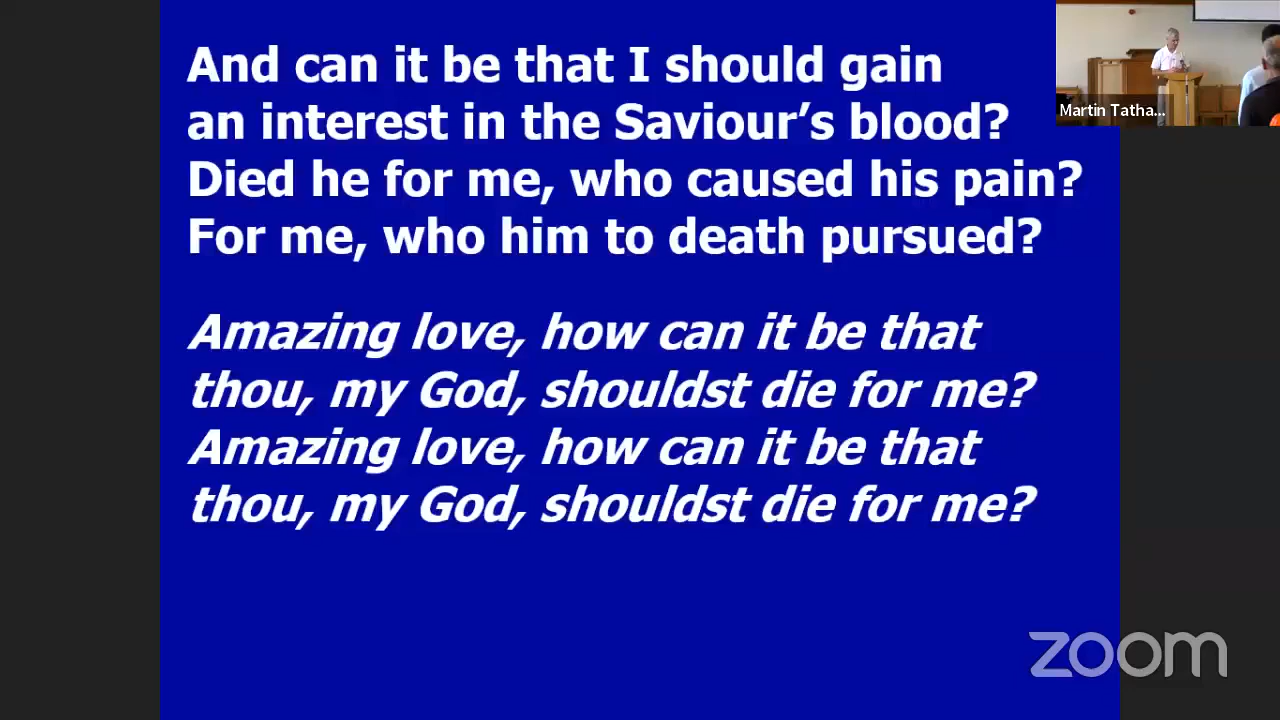 And can it be that I should gain
an interest in the Saviour’s blood?
Died he for me, who caused his pain?
For me, who him to death pursued?
Amazing love, how can it be that
thou, my God, shouldst die for me?
Amazing love, how can it be that
thou, my God, shouldst die for me?
Martin Tatha...
zoom